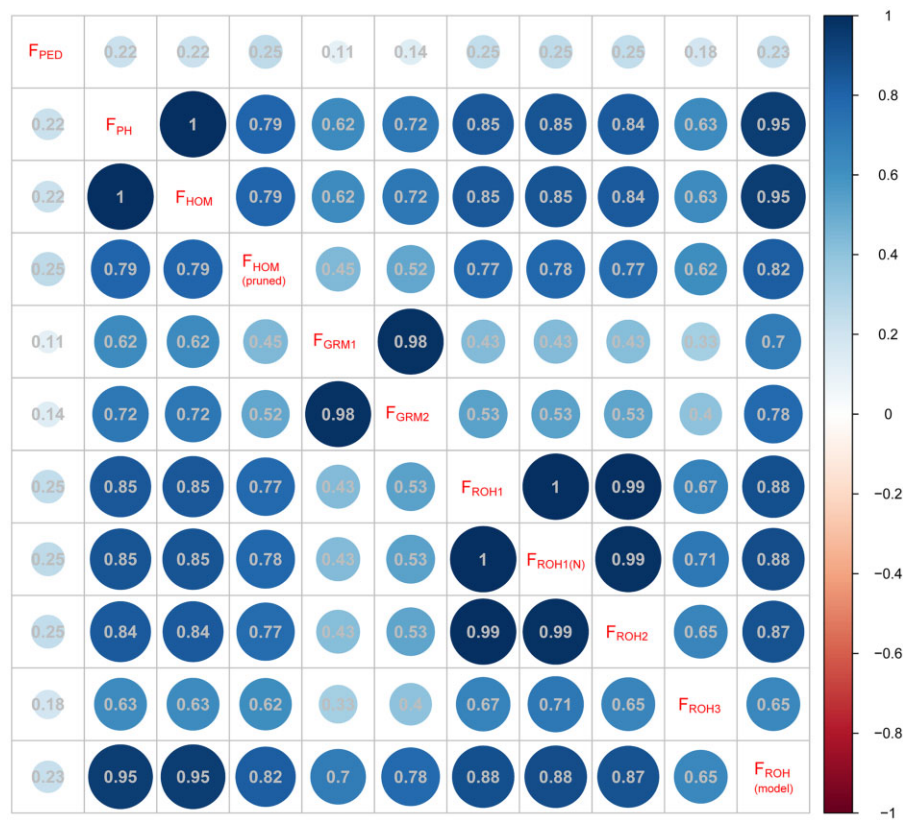 F_PED 0.22 0.22 0.25 0.11 0.14 0.25 0.25 0.25 0.18 0.23
0.22 F_PH 1 0.79 0.62 0.72 0.85 0.85 0.84 0.63 0.95
0.22 1 F_HOM 0.79 0.62 0.72 0.85 0.85 0.84 0.63 0.95
0.25 0.79 0.79 F_HOM (pruned) 0.45 0.52 0.77 0.78 0.77 0.62 0.82
0.11 0.62 0.62 0.45 F_GRM1 0.98 0.43 0.43 0.43 0.33 0.7
0.14 0.72 0.72 0.52 0.98 F_GRM2 0.53 0.53 0.53 0.4 0.78
0.25 0.85 0.85 0.77 0.43 0.53 F_ROH1 1 0.99 0.67 0.88
0.25 0.85 0.85 0.78 0.43 0.53 1 F_ROH1(N) 0.99 0.71 0.88
0.25 0.84 0.84 0.77 0.43 0.53 0.99 0.99 F_ROH2 0.65 0.87
0.18 0.63 0.63 0.62 0.33 0.4 0.67 0.71 0.65 F_ROH3 0.65
0.23 0.95 0.95 0.82 0.7 0.78 0.88 0.88 0.87 0.65 F_ROH (model)
1
0.8
0.6
0.4
0.2
0
−0.2
−0.4
−0.6
−0.8
−1